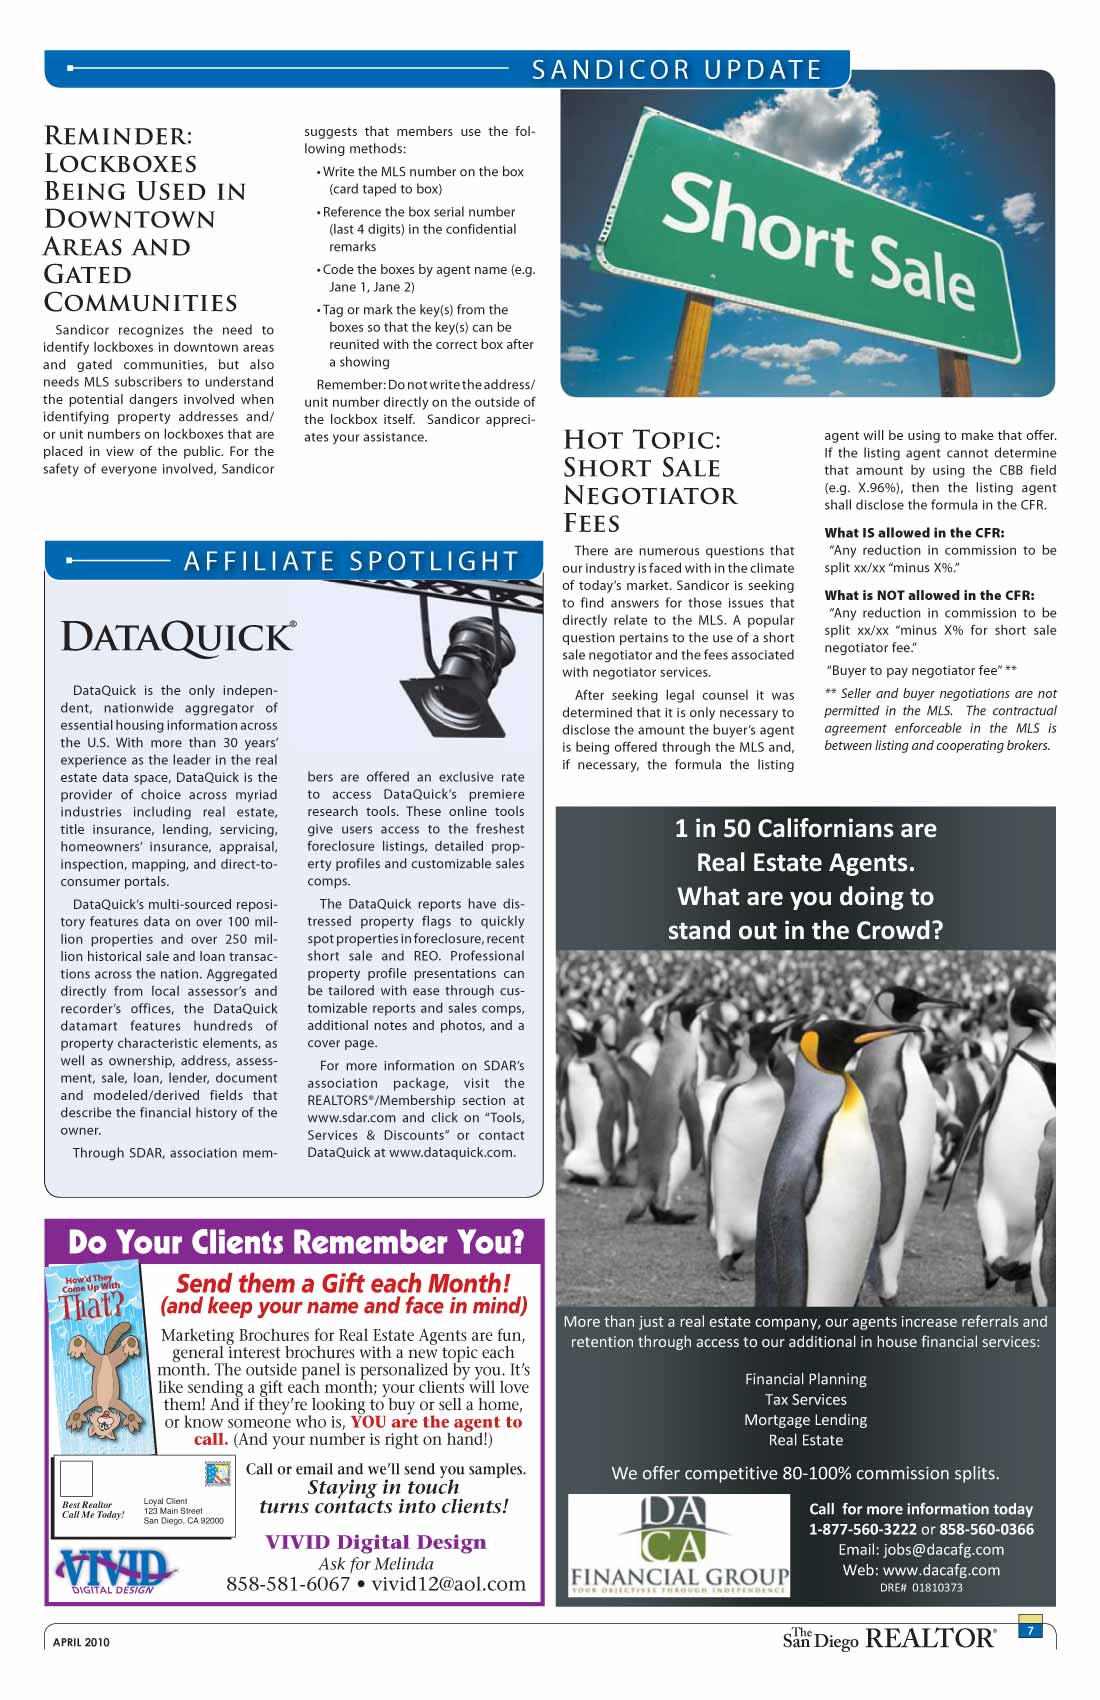 SANDICOR UPDATE
REMINDER:
LOCKBOXES
BEING USED IN
DOWNTOWN
AREAS AND
GATED
COMMUNITIES
Sandicor recognizes the need to
identify lockboxes in downtown areas
and gated communities, but also
needs MLS subscribers to understand
the potential dangers involved when
identifying property addresses and/
or unit numbers on lockboxes that are
placed in view of the public. For the
safety of everyone involved, Sandicor
suggests that members use the fol-
lowing methods:
• Write the MLS number on the box
(card taped to box)
• Reference the box serial number
(last 4 digits) in the confidential
remarks
• Code the boxes by agent name (e.g.
Jane 1, Jane 2)
• Tag or mark the key(s) from the
boxes so that the key(s) can be
reunited with the correct box after
a showing
Remember: Do not write the address/
unit number directly on the outside of
the lockbox itself. Sandicor appreci-
ates your assistance.
Short Sale
HOT TOPIC:
SHORT SALE
NEGOTIATOR
FEES
There are numerous questions that
our industry is faced with in the climate
of today's market. Sandicor is seeking
to find answers for those issues that
directly relate to the MLS. A popular
question pertains to the use of a short
sale negotiator and the fees associated
with negotiator services.
After seeking legal counsel it was
determined that it is only necessary to
disclose the amount the buyer's agent
is being offered through the MLS and,
if necessary, the formula the listing
agent will be using to make that offer.
If the listing agent cannot determine
that amount by using the CBB field
(e.g. X.96%), then the listing agent
shall disclose the formula in the CFR.
What IS allowed in the CFR:
“Any reduction in commission to be
split xx/xx “minus X%.”
What is NOT allowed in the CFR:
“Any reduction in commission to be
split xx/xx “minus X% for short sale
negotiator fee.”
“Buyer to pay negotiator fee” **
** Seller and buyer negotiations are not
permitted in the MLS. The contractual
agreement enforceable in the MLS is
between listing and cooperating brokers.
AFFILIATE SPOTLIGHT
DATAQUICK®
DataQuick is the only indepen-
dent, nationwide aggregator of
essential housing information across
the U.S. With more than 30 years'
experience as the leader in the real
estate data space, DataQuick is the
provider of choice across myriad
industries including real estate,
title insurance, lending, servicing,
homeowners' insurance, appraisal,
inspection, mapping, and direct-to-
consumer portals.
DataQuick's multi-sourced reposi-
tory features data on over 100 mil-
lion properties and over 250 mil-
lion historical sale and loan transac-
tions across the nation. Aggregated
directly from local assessor's and
recorder's offices, the DataQuick
datamart features hundreds of
property characteristic elements, as
well as ownership, address, assess-
ment, sale, loan, lender, document
and modeled/derived fields that
describe the financial history of the
owner.
Through SDAR, association mem-
bers are offered an exclusive rate
to access DataQuick's premiere
research tools. These online tools
give users access to the freshest
foreclosure listings, detailed prop-
erty profiles and customizable sales
comps.
The DataQuick reports have dis-
tressed property flags to quickly
spot properties in foreclosure, recent
short sale and REO. Professional
property profile presentations can
be tailored with ease through cus-
tomizable reports and sales comps,
additional notes and photos, and a
cover page.
For more information on SDAR's
association package, visit the
REALTORS®/Membership section at
www.sdar.com and click on “Tools,
Services & Discounts” or contact
DataQuick at www.dataquick.com.
1 in 50 Californians are
Real Estate Agents.
What are you doing to
stand out in the Crowd?
More than just a real estate company, our agents increase referrals and
retention through access to our additional in house financial services:
Financial Planning
Tax Services
Mortgage Lending
Real Estate
We offer competitive 80-100% commission splits.
DA
CA
FINANCIAL GROUP
YOUR OBJECTIVES THROUGH INDEPENDENCE
Call for more information today
1-877-560-3222 or 858-560-0366
Email: jobs@dacafg.com
Web: www.dacafg.com
DRE# 01810373
Do Your Clients Remember You?
How'd They
Come Up With
That?
Send them a Gift each Month!
(and keep your name and face in mind)
Marketing Brochures for Real Estate Agents are fun,
general interest brochures with a new topic each
month. The outside panel is personalized by you. It's
like sending a gift each month; your clients will love
them! And if they're looking to buy or sell a home,
or know someone who is, YOU are the agent to
call. (And your number is right on hand!)
Best Realtor
Call Me Today!
Loyal Client
123 Main Street
San Diego, CA 92000
Call or email and we'll send you samples.
Staying in touch
turns contacts into clients!
VIVID Digital Design
Ask for Melinda
858-581-6067 • vivid12@aol.com
VIVID
DIGITAL DESIGN
APRIL 2010
The San Diego REALTOR®
7